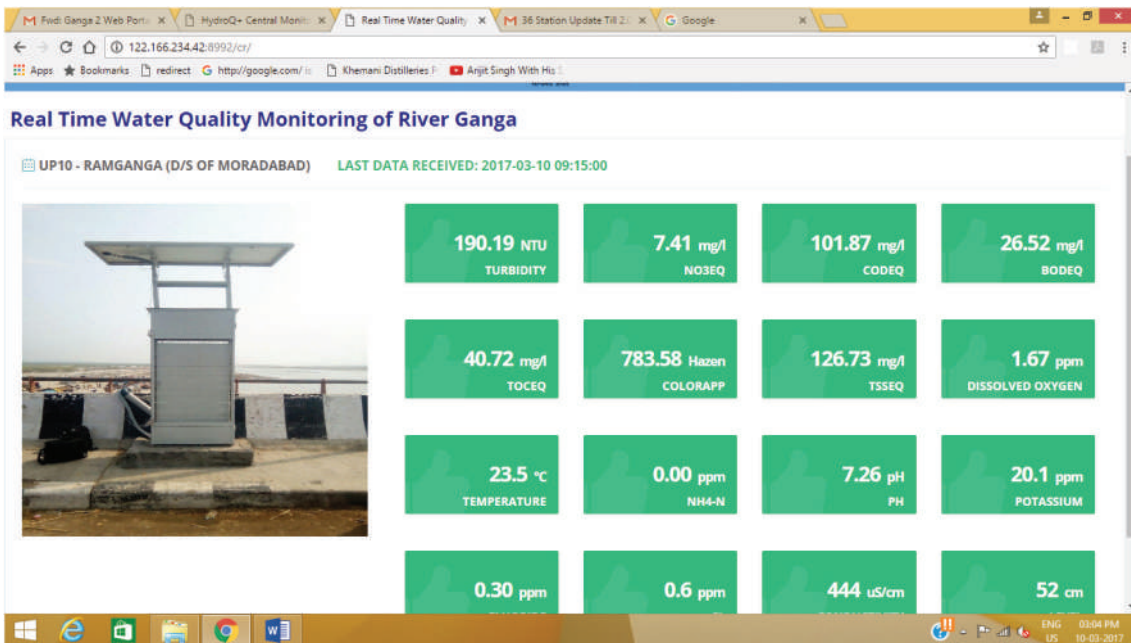 Fwd: Ganga 2 Web Port
HydroQ+ Central Monit
Real Time Water Quality
36 Station Update Till 2
Google
122.166.234.42:8992/cr/
Apps
Bookmarks
redirect
http://google.com/
Khemani Distilleries P
Arijit Singh With His
Real Time Water Quality Monitoring of River Ganga
UP10 - RAMGANGA (D/S OF MORADABAD) LAST DATA RECEIVED: 2017-03-10 09:15:00
190.19 NTU
TURBIDITY
7.41 mg/l
NO3EQ
101.87 mg/l
CODEQ
26.52 mg/l
BODEQ
40.72 mg/l
TOCEQ
783.58 Hazen
COLORAPP
126.73 mg/l
TSSEQ
1.67 ppm
DISSOLVED OXYGEN
23.5 °C
TEMPERATURE
0.00 ppm
NH4-N
7.26 pH
PH
20.1 ppm
POTASSIUM
0.30 ppm
0.6 ppm
444 uS/cm
52 cm
ENG
US
03:04 PM
10-03-2017